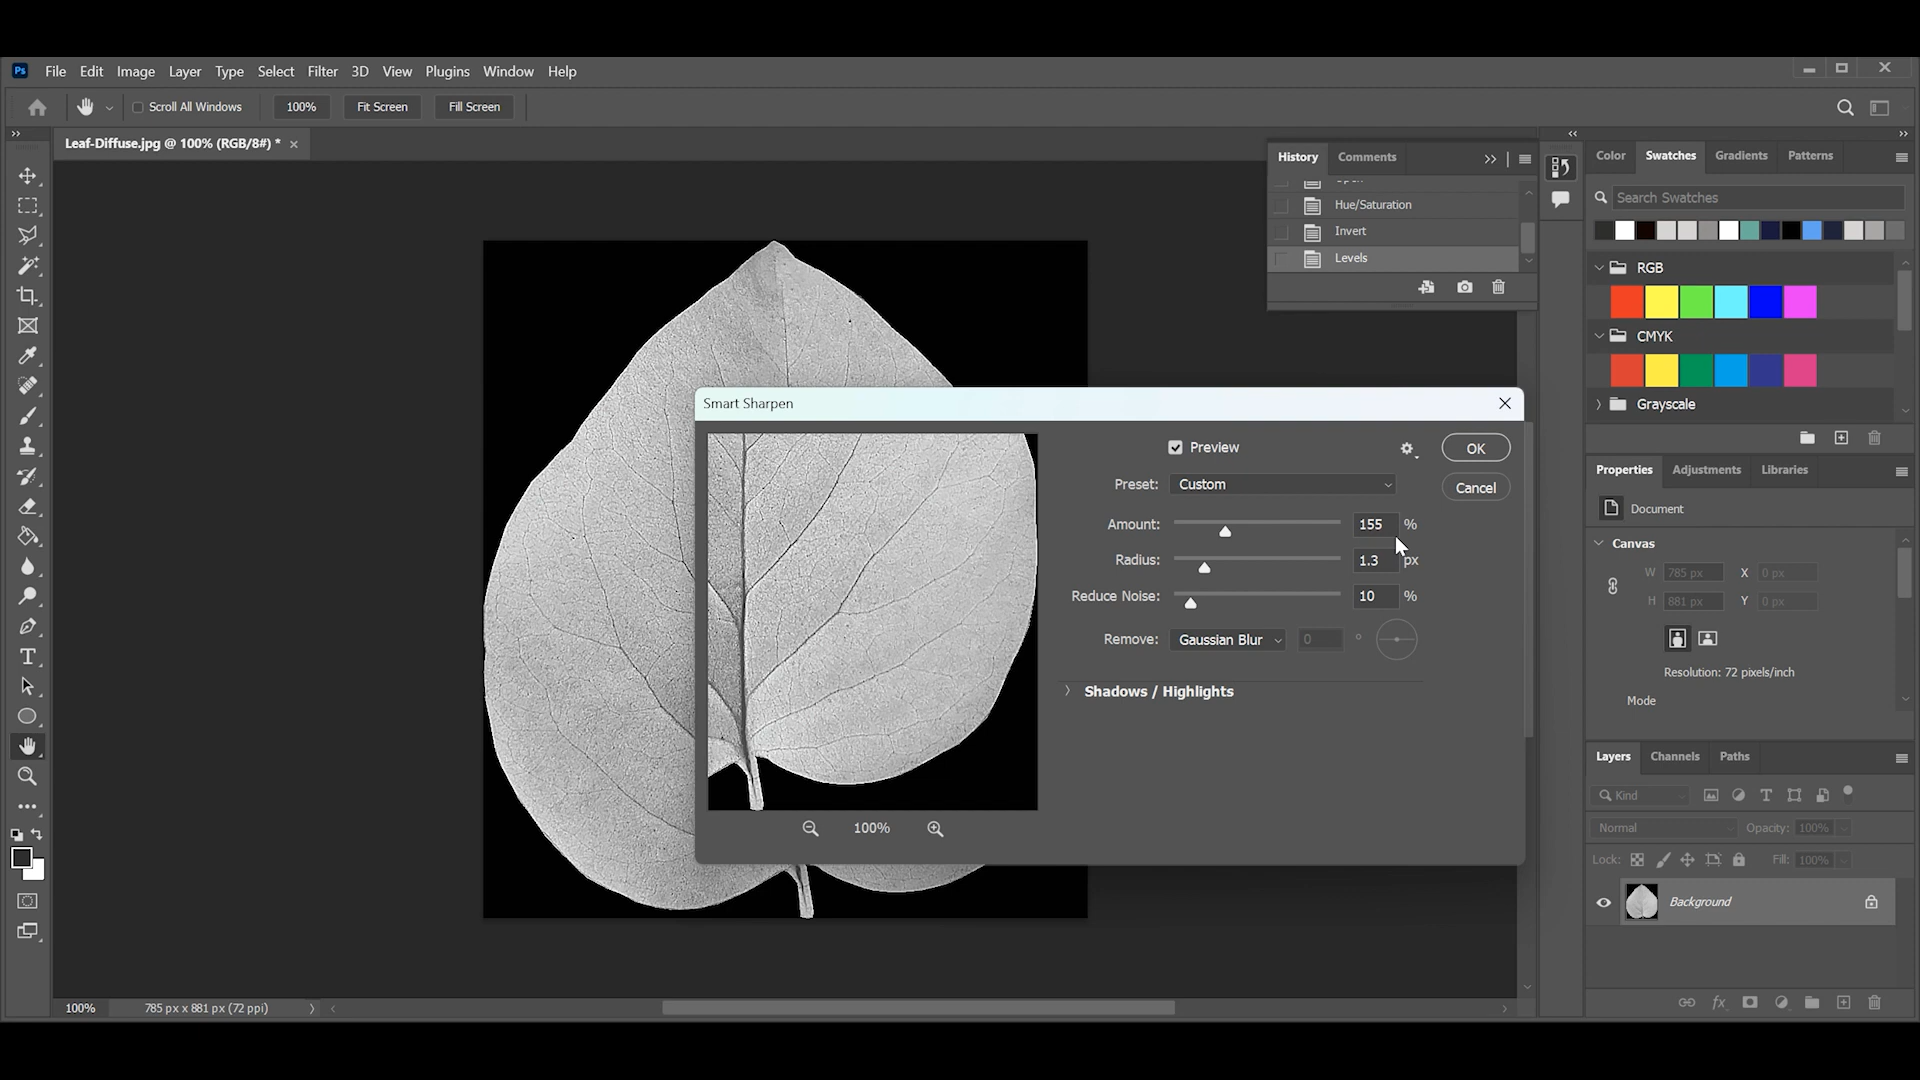 Ps File Edit Image Layer Type Select Filter 3D View Plugins Window Help
Scroll All Windows 100% Fit Screen Fill Screen
Leaf-Diffuse.jpg @ 100% (RGB/8#) * ×
History Comments
Open
Hue/Saturation
Invert
Levels
Color Swatches Gradients Patterns
Search Swatches
RGB
CMYK
Grayscale
Smart Sharpen
Preview
OK
Preset: Custom
Cancel
Amount: 155 %
Radius: 1.3 px
Reduce Noise: 10 %
Remove: Gaussian Blur 0 °
Shadows / Highlights
100%
Properties Adjustments Libraries
Document
Canvas
W 785 px X 0 px
H 881 px Y 0 px
Resolution: 72 pixels/inch
Mode
Layers Channels Paths
Kind
Normal Opacity: 100%
Lock: Fill: 100%
Background
fx
100% 785 px x 881 px (72 ppi)